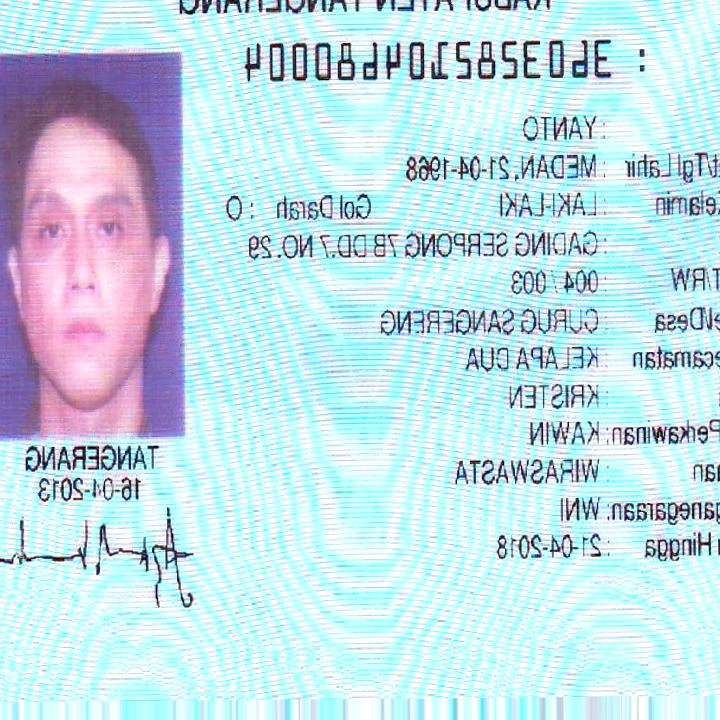 KABUPATEN TANGERANG
: 3603282104680004
: YANTO
t/Tgl Lahir : MEDAN, 21-04-1968
elamin : LAKI-LAKI Gol Darah : O
: GADING SERPONG 7B DD.7 NO.29
T/RW : 004 / 003
el/Desa : CURUG SANGERENG
ecamatan : KELAPA DUA
: KRISTEN
Perkawinan: KAWIN
aan : WIRASWASTA
ganegaraan: WNI
Hingga : 21-04-2018
TANGERANG
16-04-2013